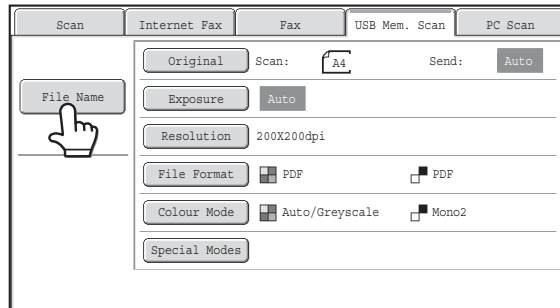 Scan Internet Fax Fax USB Mem. Scan PC Scan
File Name
Original Scan: A4 Send: Auto
Exposure Auto
Resolution 200X200dpi
File Format PDF PDF
Colour Mode Auto/Greyscale Mono2
Special Modes